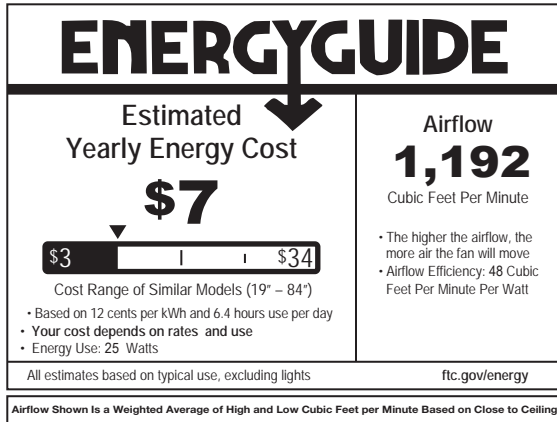 ENERGYGUIDE
Estimated
Yearly Energy Cost
$7
$3
$34
Cost Range of Similar Models (19” – 84”)
• Based on 12 cents per kWh and 6.4 hours use per day
• Your cost depends on rates and use
• Energy Use: 25 Watts
Airflow
1,192
Cubic Feet Per Minute
• The higher the airflow, the
more air the fan will move
• Airflow Efficiency: 48 Cubic
Feet Per Minute Per Watt
All estimates based on typical use, excluding lights
ftc.gov/energy
Airflow Shown Is a Weighted Average of High and Low Cubic Feet per Minute Based on Close to Ceiling